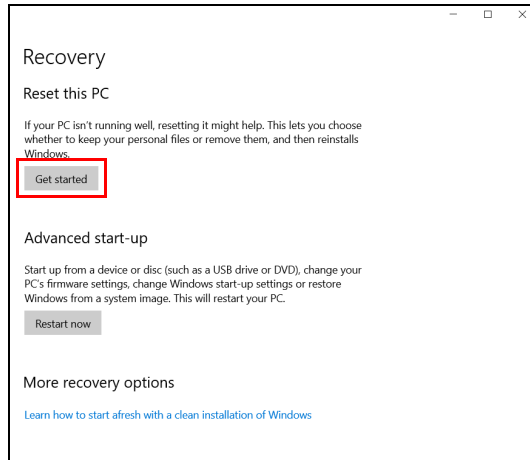 Recovery
Reset this PC
If your PC isn't running well, resetting it might help. This lets you choose
whether to keep your personal files or remove them, and then reinstalls
Windows.
Get started
Advanced start-up
Start up from a device or disc (such as a USB drive or DVD), change your
PC's firmware settings, change Windows start-up settings or restore
Windows from a system image. This will restart your PC.
Restart now
More recovery options
Learn how to start afresh with a clean installation of Windows